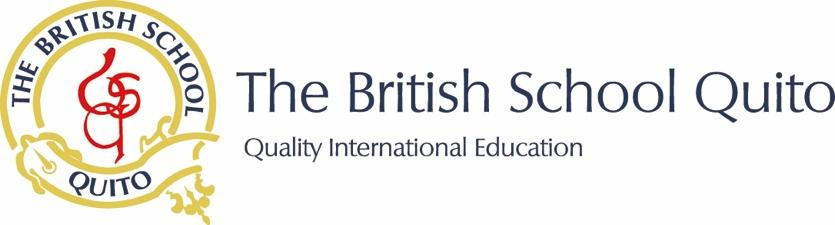 THE BRITISH SCHOOL
QUITO
The British School Quito
Quality International Education